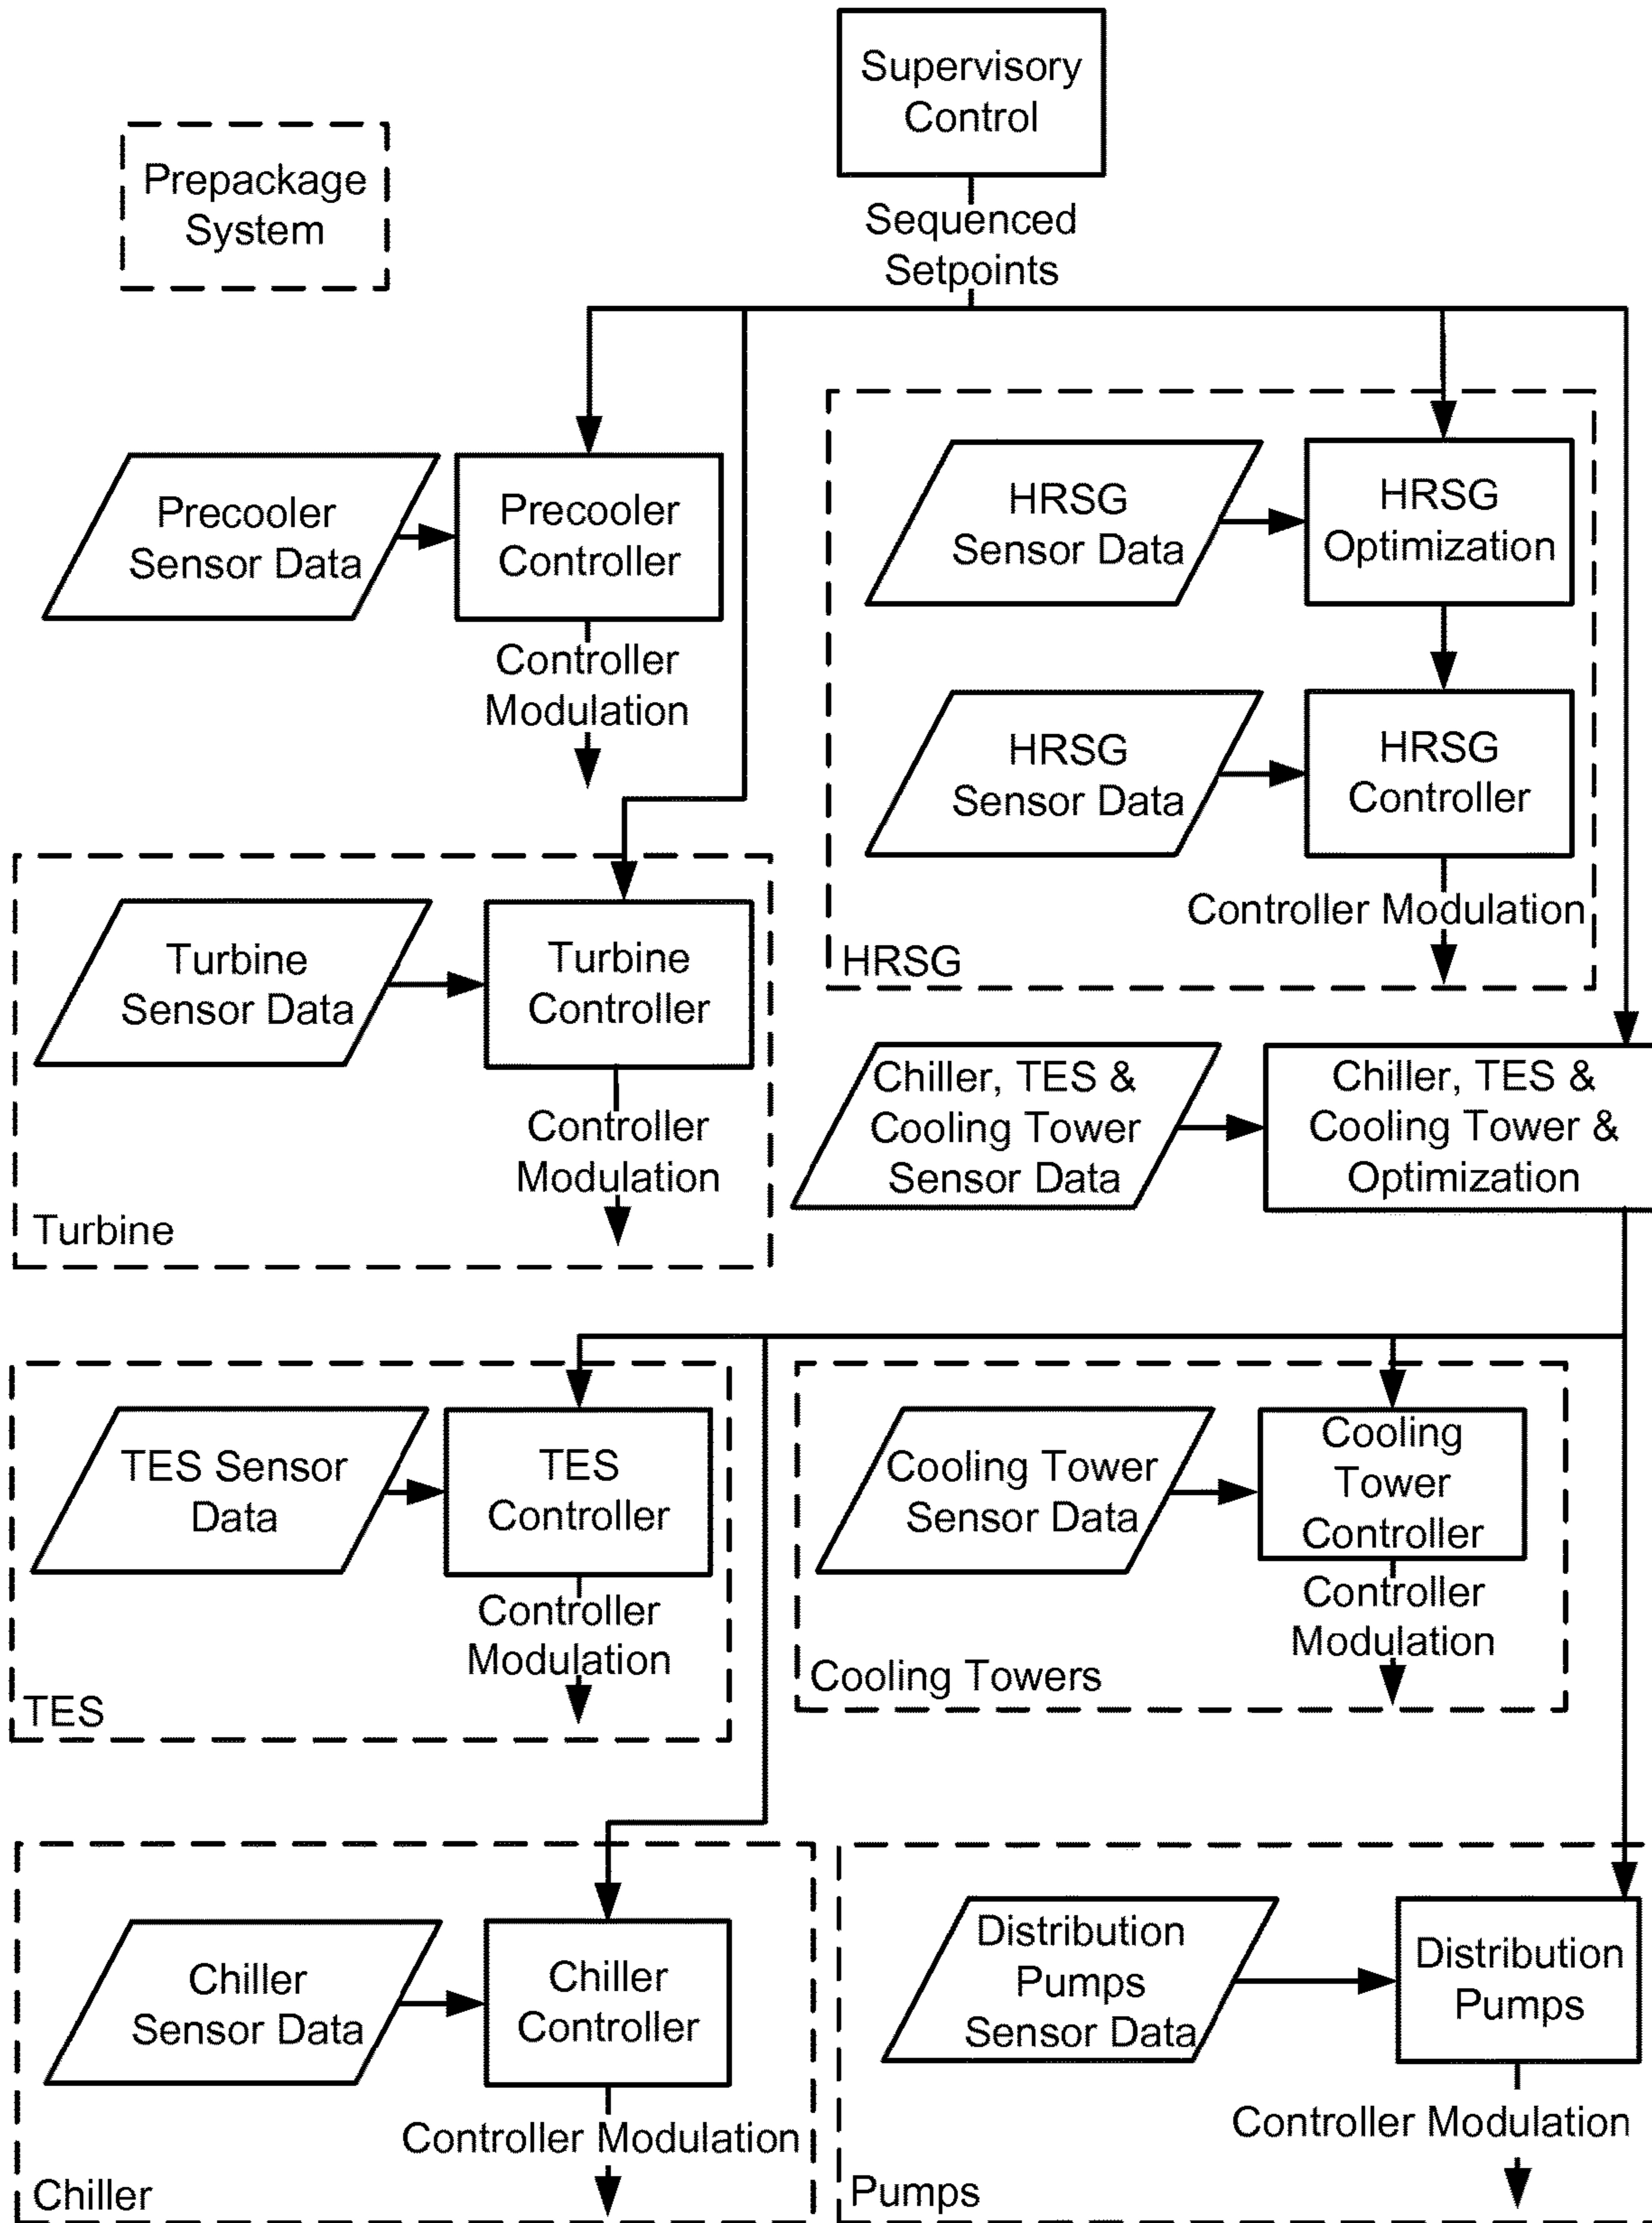 Supervisory
Control
Prepackage
System
Sequenced
Setpoints
Precooler
Sensor Data
Precooler
Controller
Controller
Modulation
HRSG
Sensor Data
HRSG
Optimization
HRSG
Sensor Data
HRSG
Controller
Controller Modulation
HRSG
Turbine
Sensor Data
Turbine
Controller
Controller
Modulation
Turbine
Chiller, TES &
Cooling Tower
Sensor Data
Chiller, TES &
Cooling Tower &
Optimization
TES Sensor
Data
TES
Controller
Controller
Modulation
TES
Cooling Tower
Sensor Data
Cooling
Tower
Controller
Controller
Modulation
Cooling Towers
Chiller
Sensor Data
Chiller
Controller
Controller Modulation
Chiller
Distribution
Pumps
Sensor Data
Distribution
Pumps
Controller Modulation
Pumps